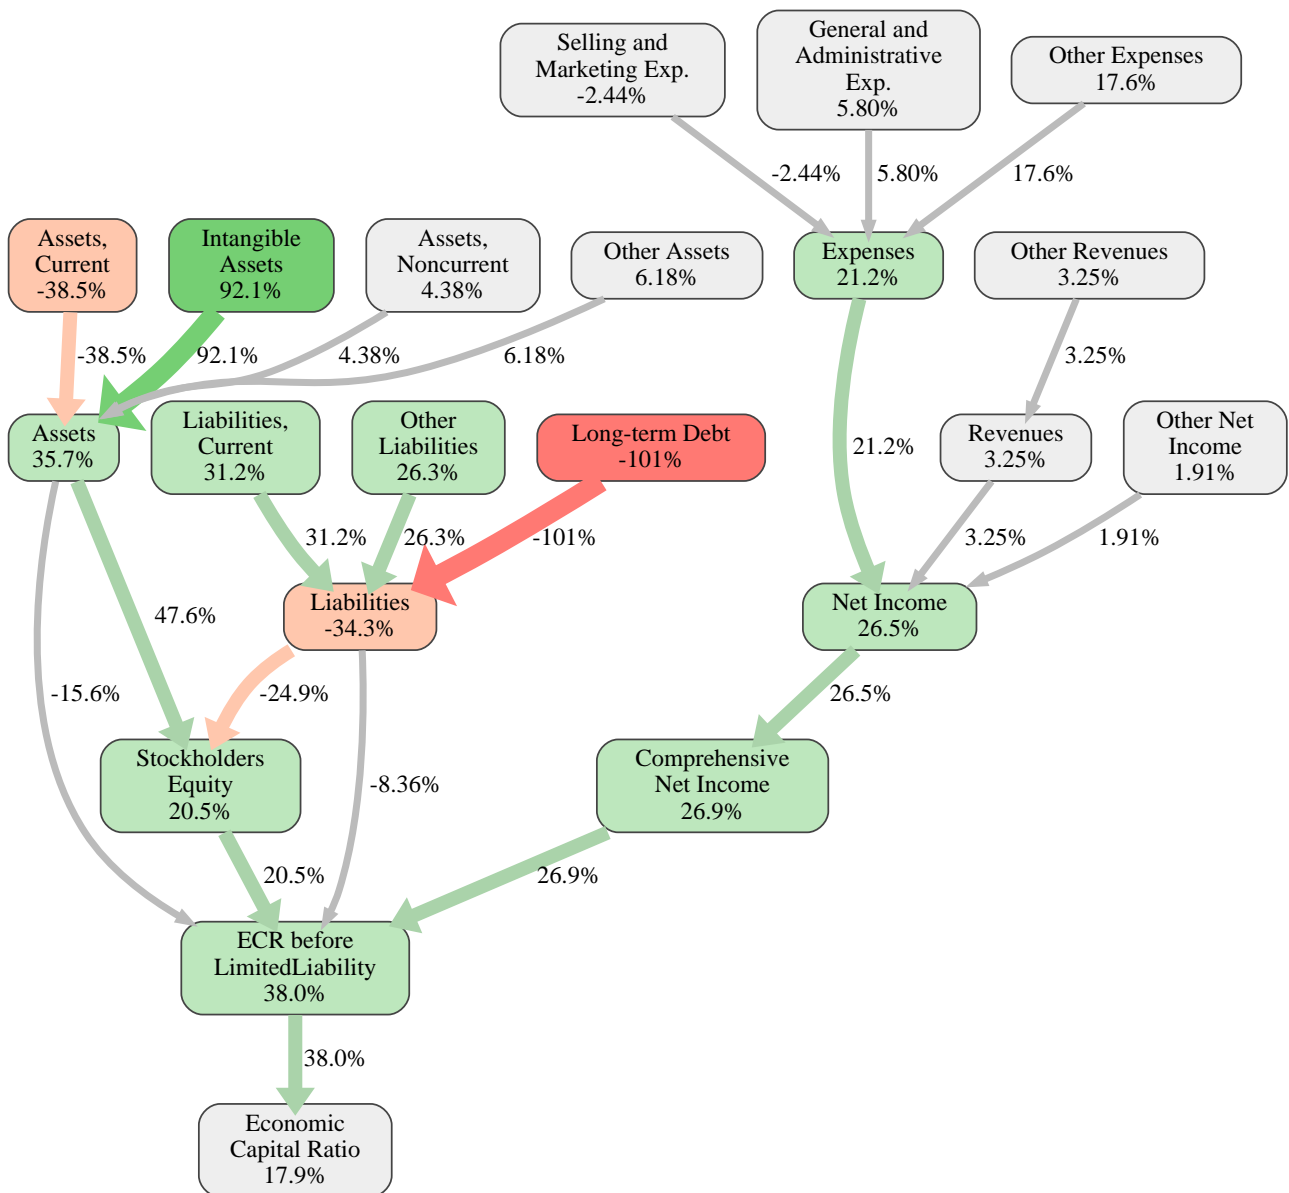 Selling and
Marketing Exp.
-2.44%
General and
Administrative
Exp.
5.80%
Other Expenses
17.6%
-2.44%
5.80%
17.6%
Assets,
Current
-38.5%
Intangible
Assets
92.1%
Assets,
Noncurrent
4.38%
Other Assets
6.18%
Expenses
21.2%
Other Revenues
3.25%
-38.5%
92.1%
4.38%
6.18%
3.25%
Assets
35.7%
Liabilities,
Current
31.2%
Other
Liabilities
26.3%
Long-term Debt
-101%
21.2%
Revenues
3.25%
Other Net
Income
1.91%
31.2%
26.3%
-101%
3.25%
1.91%
47.6%
Liabilities
-34.3%
Net Income
26.5%
-15.6%
-24.9%
26.5%
Stockholders
Equity
20.5%
-8.36%
Comprehensive
Net Income
26.9%
20.5%
26.9%
ECR before
LimitedLiability
38.0%
38.0%
Economic
Capital Ratio
17.9%